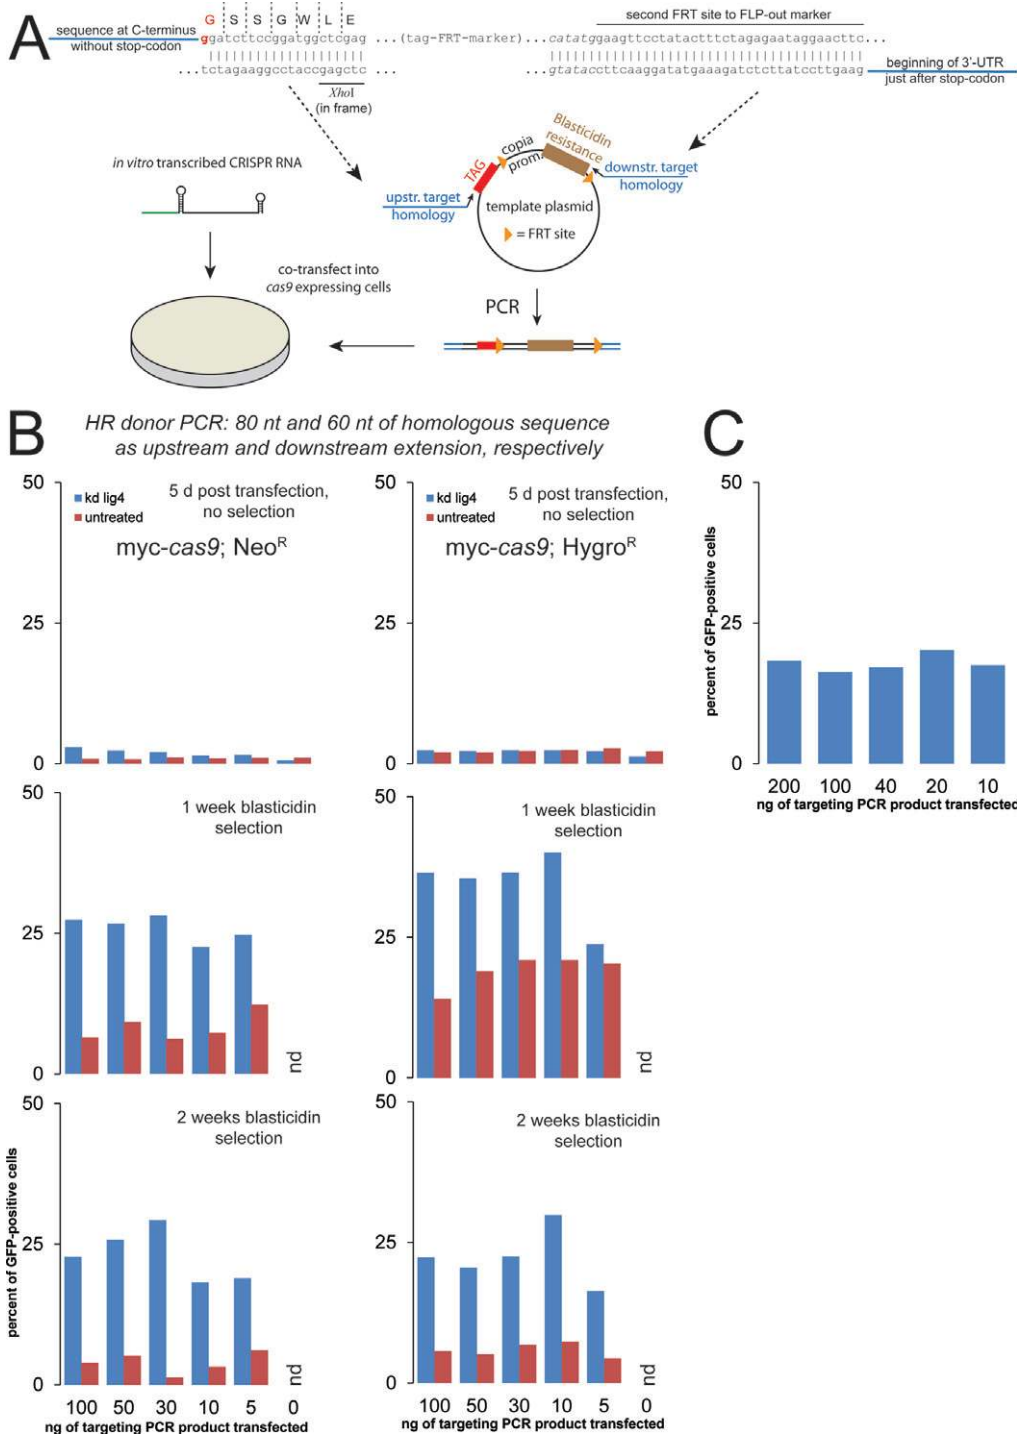 A
G S S G W L E
second FRT site to FLP-out marker
sequence at C-terminus
without stop-codon
ggatcttccggatggctcgag ...(tag-FRT-marker)... catatggaagttcctatactttctagagaataggaacttc...
...tctagaaggcctaccgagctc ... ... gtataccttcaaggatatgaaagatctcttatccttgaag
beginning of 3'-UTR
just after stop-codon
XhoI
(in frame)
in vitro transcribed CRISPR RNA
TAG
copia
prom.
Blasticidin
resistance
downstr. target
homology
upstr. target
homology
template plasmid
= FRT site
co-transfect into
cas9 expressing cells
PCR
B
HR donor PCR: 80 nt and 60 nt of homologous sequence
as upstream and downstream extension, respectively
50
kd lig4
untreated
5 d post transfection,
no selection
myc-cas9; NeoR
25
0
50
kd lig4
untreated
5 d post transfection,
no selection
myc-cas9; HygroR
25
0
C
50
25
0
percent of GFP-positive cells
200 100 40 20 10
ng of targeting PCR product transfected
50
1 week blasticidin
selection
25
0
nd
50
1 week blasticidin
selection
25
0
nd
50
2 weeks blasticidin
selection
25
0
nd
percent of GFP-positive cells
100 50 30 10 5 0
ng of targeting PCR product transfected
50
2 weeks blasticidin
selection
25
0
nd
100 50 30 10 5 0
ng of targeting PCR product transfected